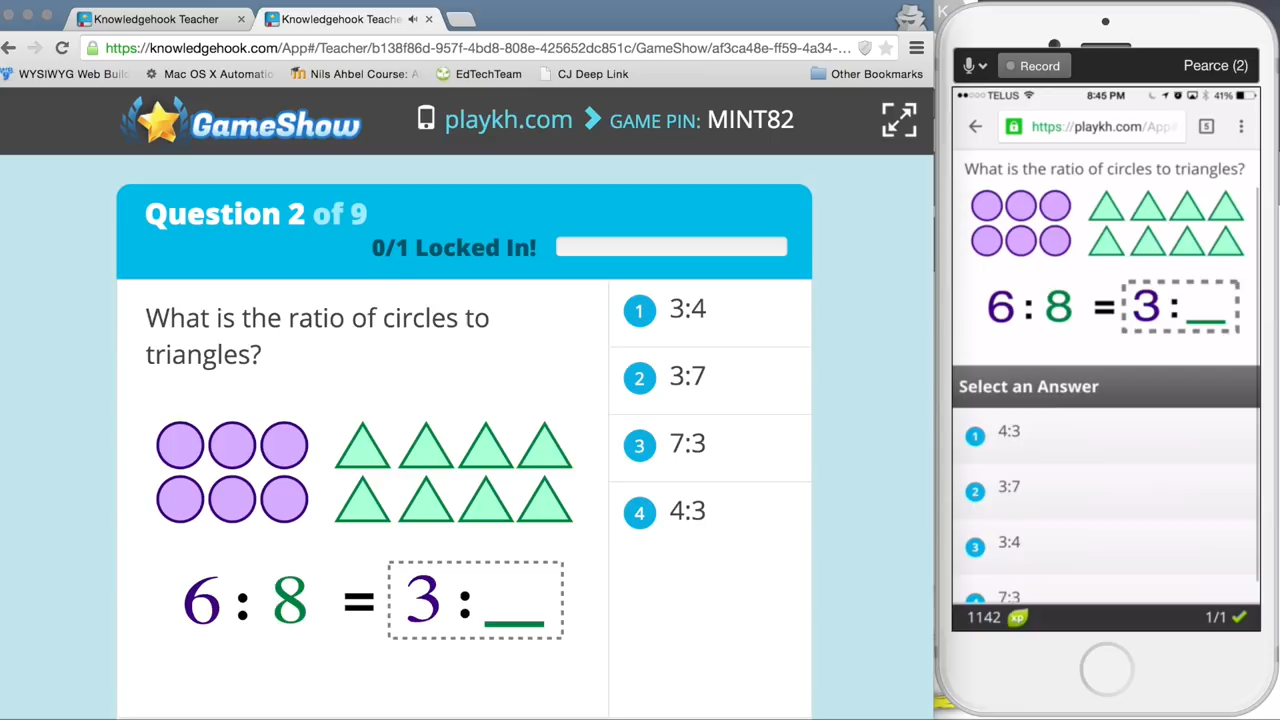 Knowledgehook Teacher
Knowledgehook Teache
https://knowledgehook.com/App#/Teacher/b138f86d-957f-4bd8-808e-425652dc851c/GameShow/af3ca48e-ff59-4a34-...
WYSIWYG Web Buil
Mac OS X Automatic
Nils Ahbel Course: A
EdTechTeam
CJ Deep Link
Other Bookmarks
GameShow
playkh.com
GAME PIN: MINT82
Question 2 of 9
0/1 Locked In!
What is the ratio of circles to
triangles?
6 : 8 = 3 : __
1 3:4
2 3:7
3 7:3
4 4:3
Record
Pearce (2)
TELUS
8:45 PM
41%
https://playkh.com/App
5
What is the ratio of circles to triangles?
6 : 8 = 3 : __
Select an Answer
1 4:3
2 3:7
3 3:4
7:3
1142 xp
1/1